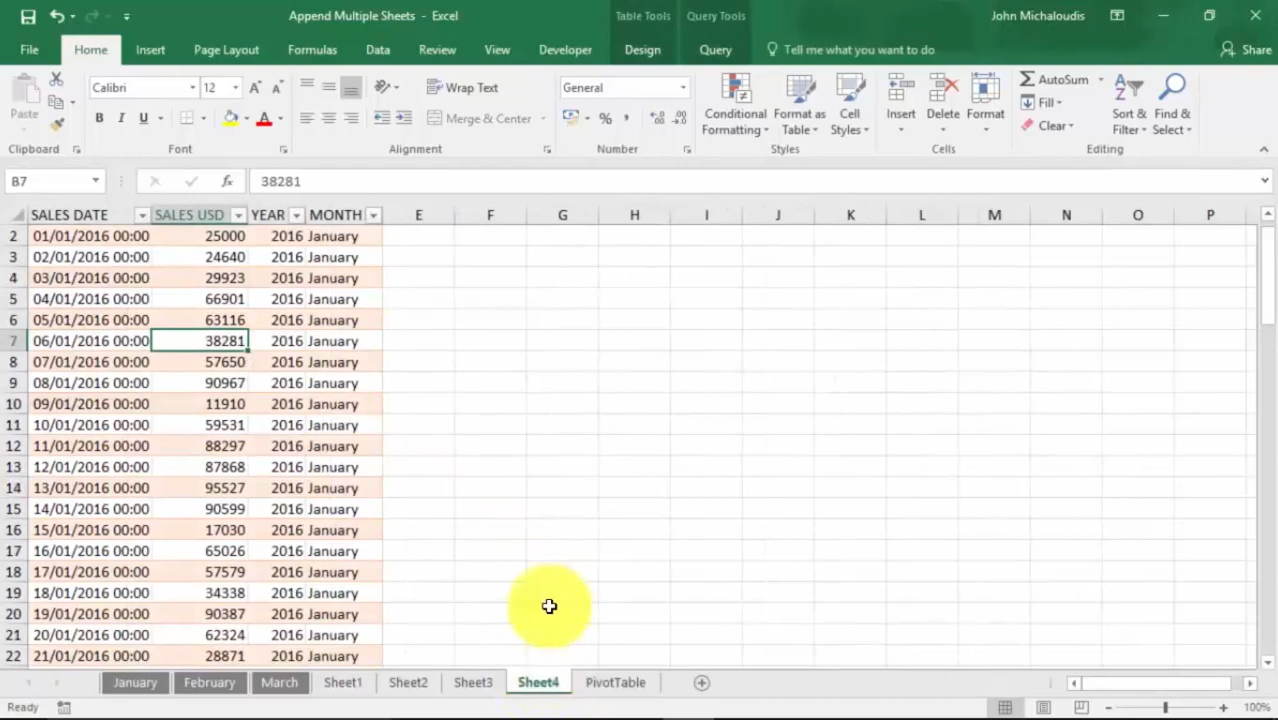 Append Multiple Sheets - Excel
Table Tools
Query Tools
John Michaloudis
File Home Insert Page Layout Formulas Data Review View Developer Design Query Tell me what you want to do Share
Paste
Calibri 12
Wrap Text
General
Merge & Center
B I U
Conditional Formatting
Format as Table
Cell Styles
Insert Delete Format
AutoSum
Fill
Clear
Sort & Filter
Find & Select
Clipboard Font Alignment Number Styles Cells Editing
B7 fx 38281
SALES DATE SALES USD YEAR MONTH E F G H I J K L M N O P
2 01/01/2016 00:00 25000 2016 January
3 02/01/2016 00:00 24640 2016 January
4 03/01/2016 00:00 29923 2016 January
5 04/01/2016 00:00 66901 2016 January
6 05/01/2016 00:00 63116 2016 January
7 06/01/2016 00:00 38281 2016 January
8 07/01/2016 00:00 57650 2016 January
9 08/01/2016 00:00 90967 2016 January
10 09/01/2016 00:00 11910 2016 January
11 10/01/2016 00:00 59531 2016 January
12 11/01/2016 00:00 88297 2016 January
13 12/01/2016 00:00 87868 2016 January
14 13/01/2016 00:00 95527 2016 January
15 14/01/2016 00:00 90599 2016 January
16 15/01/2016 00:00 17030 2016 January
17 16/01/2016 00:00 65026 2016 January
18 17/01/2016 00:00 57579 2016 January
19 18/01/2016 00:00 34338 2016 January
20 19/01/2016 00:00 90387 2016 January
21 20/01/2016 00:00 62324 2016 January
22 21/01/2016 00:00 28871 2016 January
January February March Sheet1 Sheet2 Sheet3 Sheet4 PivotTable
Ready 100%